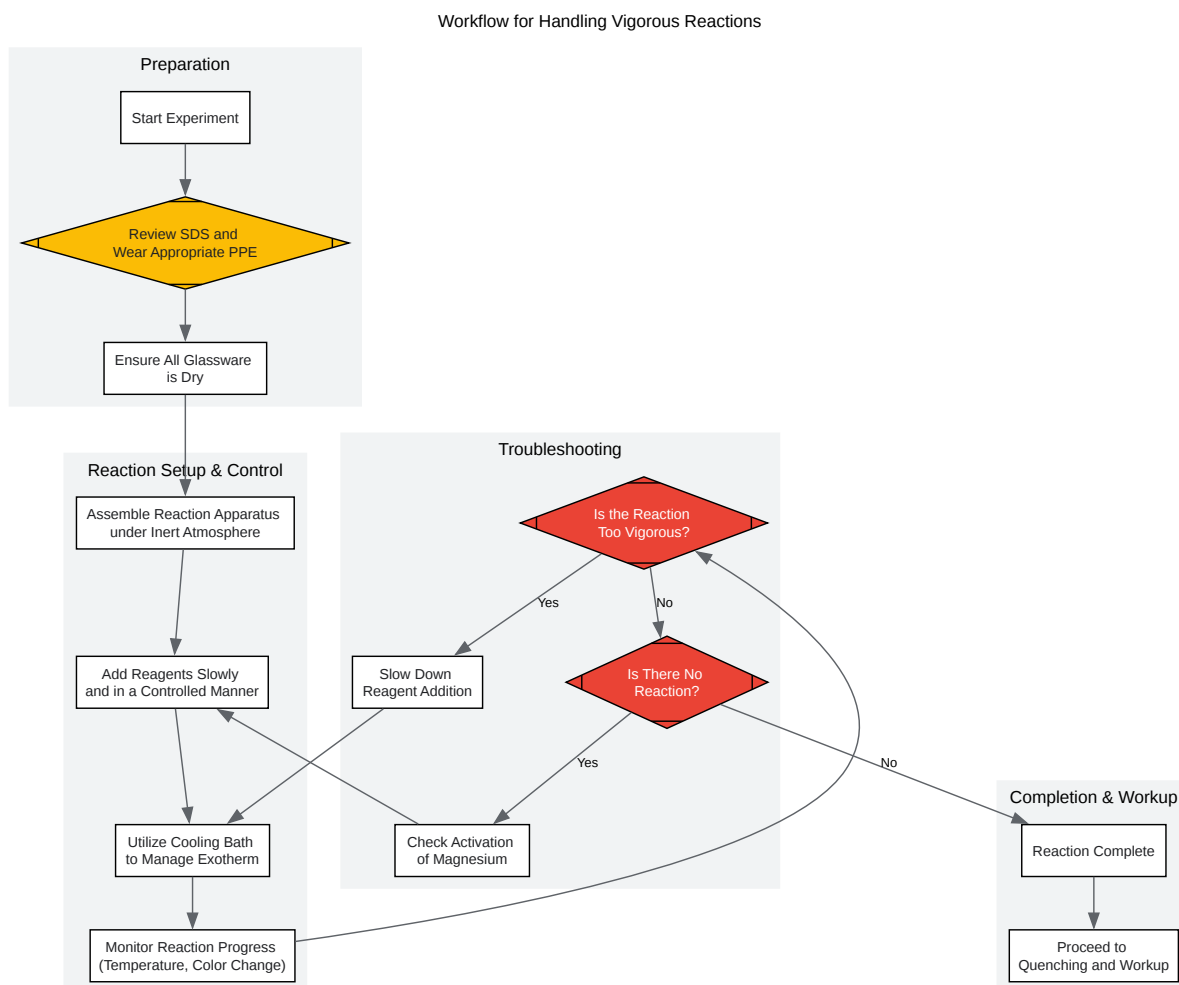 Workflow for Handling Vigorous Reactions
Preparation
Start Experiment
Review SDS and
Wear Appropriate PPE
Ensure All Glassware
is Dry
Reaction Setup & Control
Assemble Reaction Apparatus
under Inert Atmosphere
Add Reagents Slowly
and in a Controlled Manner
Utilize Cooling Bath
to Manage Exotherm
Monitor Reaction Progress
(Temperature, Color Change)
Troubleshooting
Is the Reaction
Too Vigorous?
Yes
No
Slow Down
Reagent Addition
Is There No
Reaction?
Yes
No
Check Activation
of Magnesium
Completion & Workup
Reaction Complete
Proceed to
Quenching and Workup